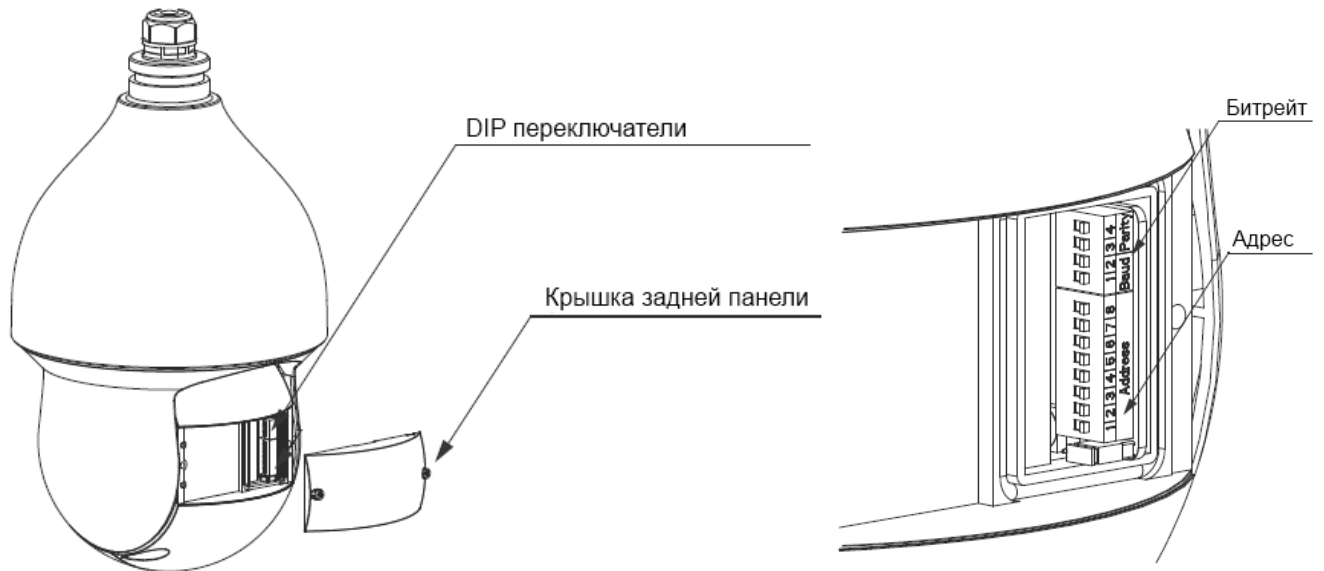 DIP переключатели
Крышка задней панели
Битрейт
Адрес
1 2 3 4
Baud Parity
1 2 3 4 5 6 7 8
Address